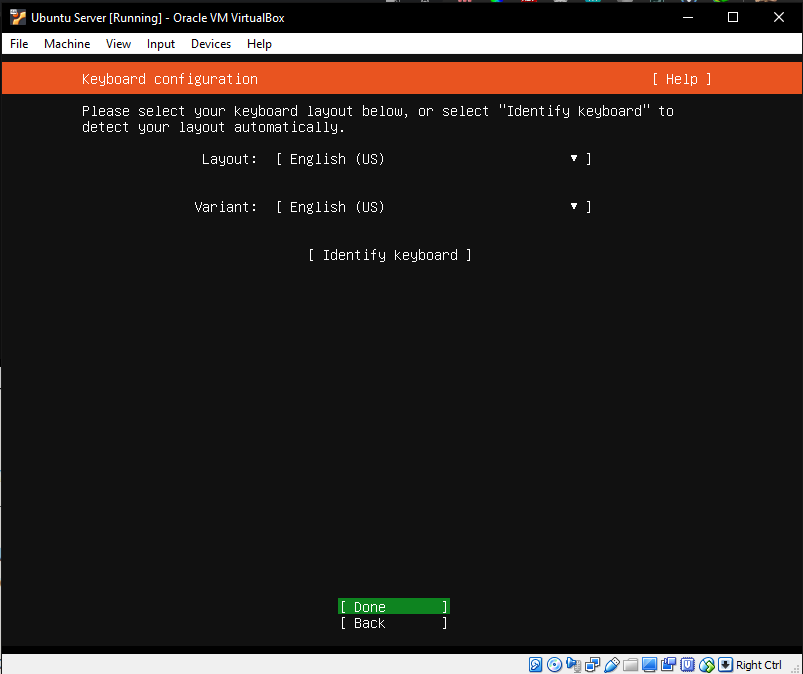 Ubuntu Server [Running] - Oracle VM VirtualBox
File Machine View Input Devices Help
Keyboard configuration [ Help ]
Please select your keyboard layout below, or select "Identify keyboard" to
detect your layout automatically.
Layout: [ English (US) ▾ ]
Variant: [ English (US) ▾ ]
[ Identify keyboard ]
[ Done ]
[ Back ]
Right Ctrl